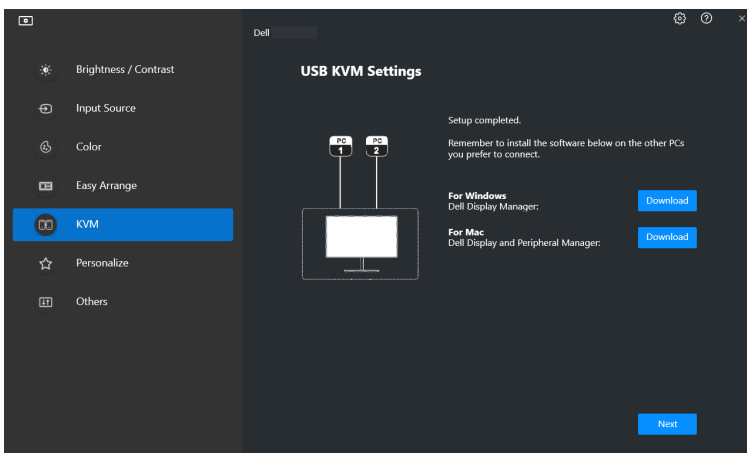 Dell
Brightness / Contrast
Input Source
Color
Easy Arrange
KVM
Personalize
Others
USB KVM Settings
PC
1
PC
2
Setup completed.
Remember to install the software below on the other PCs
you prefer to connect.
For Windows
Dell Display Manager:
Download
For Mac
Dell Display and Peripheral Manager:
Download
Next